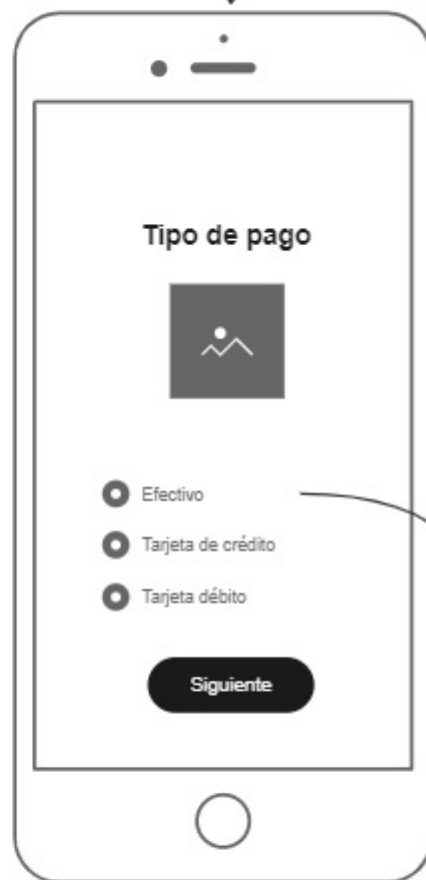 Tipo de pago
Efectivo
Tarjeta de crédito
Tarjeta débito
Siguiente